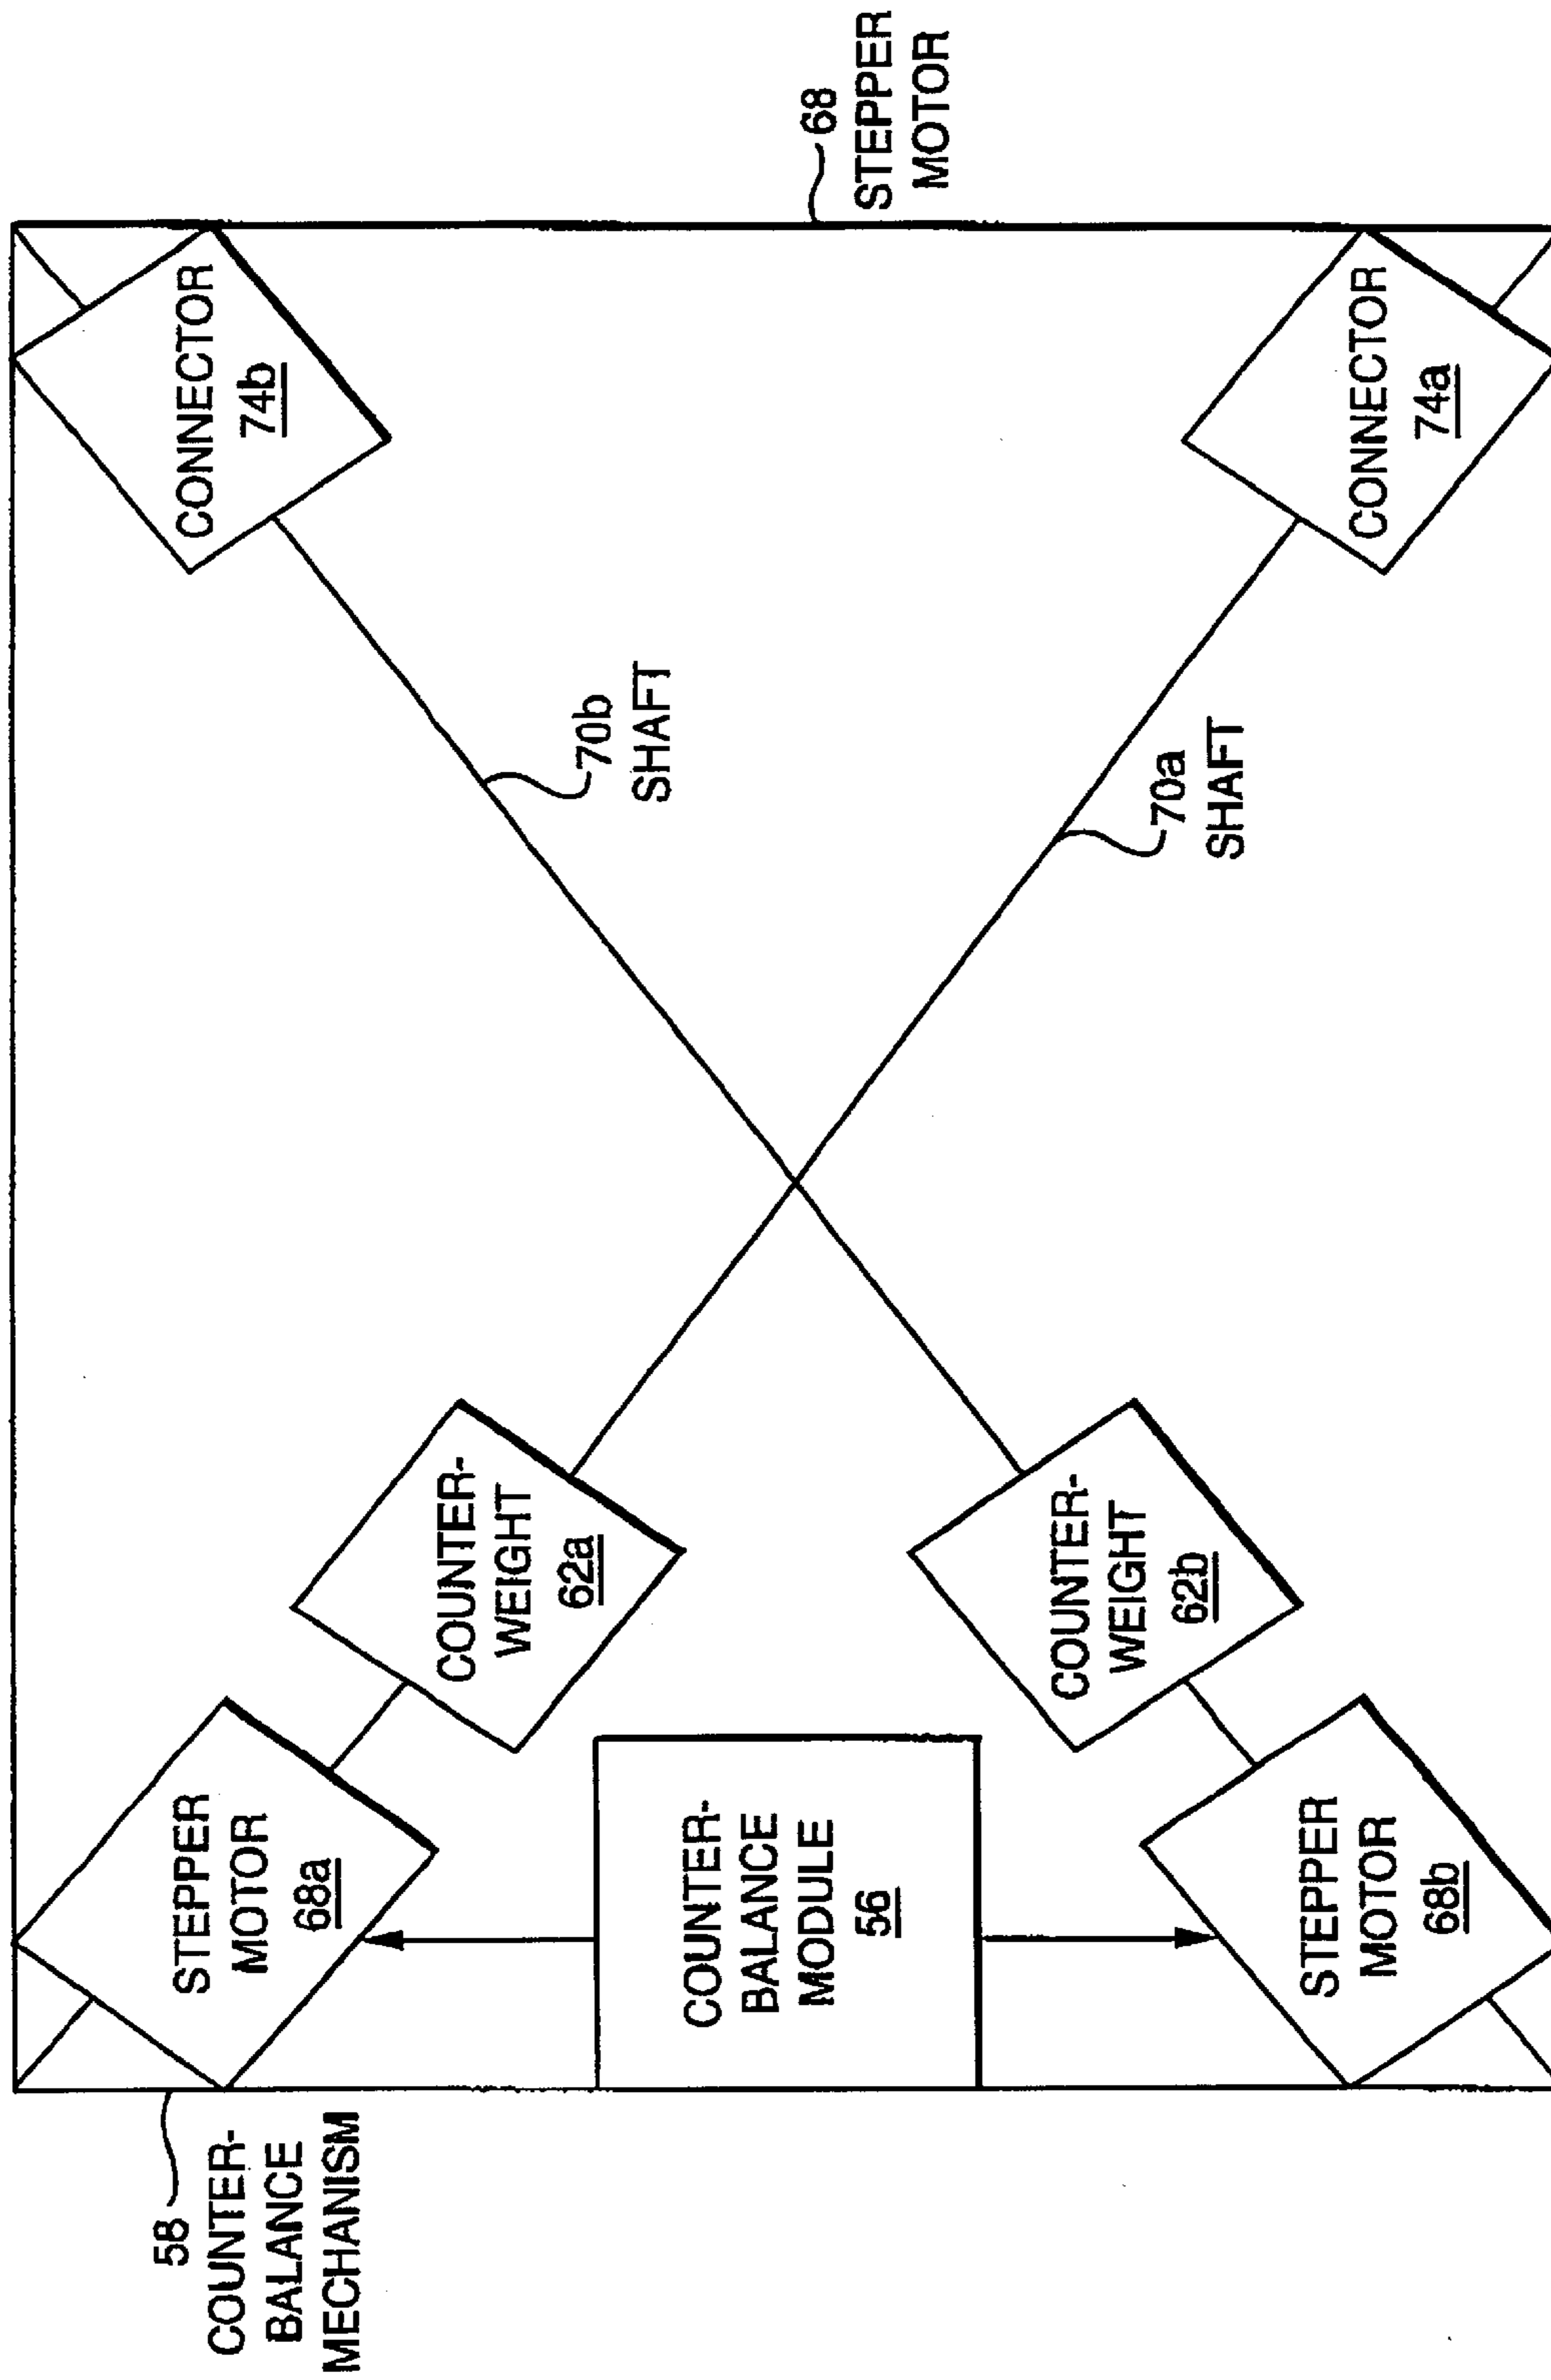 58
COUNTER-
BALANCE
MECHANISM
STEPPER
MOTOR
68a
COUNTER-
WEIGHT
62a
COUNTER-
BALANCE
MODULE
56
STEPPER
MOTOR
68b
COUNTER-
WEIGHT
62b
70b
SHAFT
70a
SHAFT
CONNECTOR
74b
CONNECTOR
74a
68
STEPPER
MOTOR